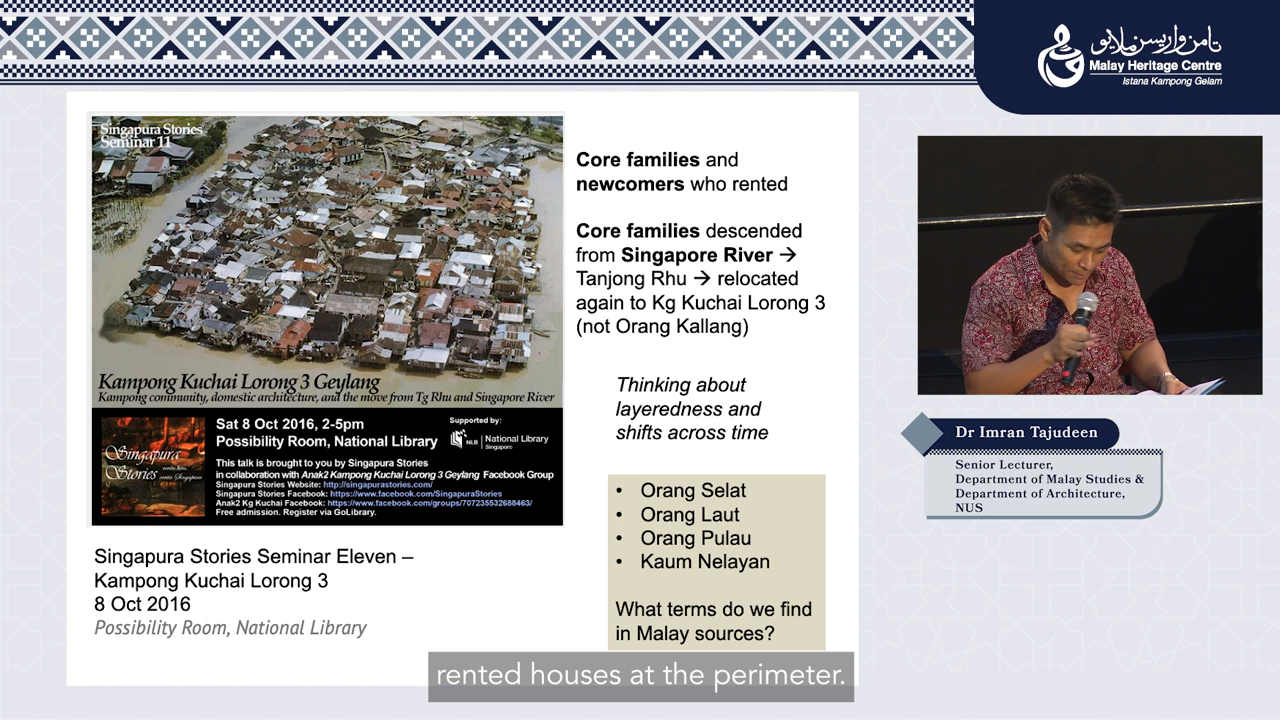 تامن واريسن ملايو
Malay Heritage Centre
Istana Kampong Gelam
Singapura Stories
Seminar 11
Kampong Kuchai Lorong 3 Geylang
Kampong community, domestic architecture, and the move from Tg Rhu and Singapore River
Singapura
Stories
Sat 8 Oct 2016, 2-5pm
Possibility Room, National Library
Supported by:
NLB National Library
Singapore
This talk is brought to you by Singapura Stories
in collaboration with Anak2 Kampong Kuchai Lorong 3 Geylang Facebook Group
Singapura Stories Website: http://singapurastories.com/
Singapura Stories Facebook: https://www.facebook.com/SingapuraStories
Anak2 Kg Kuchai Facebook: https://www.facebook.com/groups/707235532688463/
Free admission. Register via GoLibrary.
Singapura Stories Seminar Eleven –
Kampong Kuchai Lorong 3
8 Oct 2016
Possibility Room, National Library
Core families and
newcomers who rented
Core families descended
from Singapore River →
Tanjong Rhu → relocated
again to Kg Kuchai Lorong 3
(not Orang Kallang)
Thinking about
layeredness and
shifts across time
• Orang Selat
• Orang Laut
• Orang Pulau
• Kaum Nelayan
What terms do we find
in Malay sources?
Dr Imran Tajudeen
Senior Lecturer,
Department of Malay Studies &
Department of Architecture,
NUS
rented houses at the perimeter.